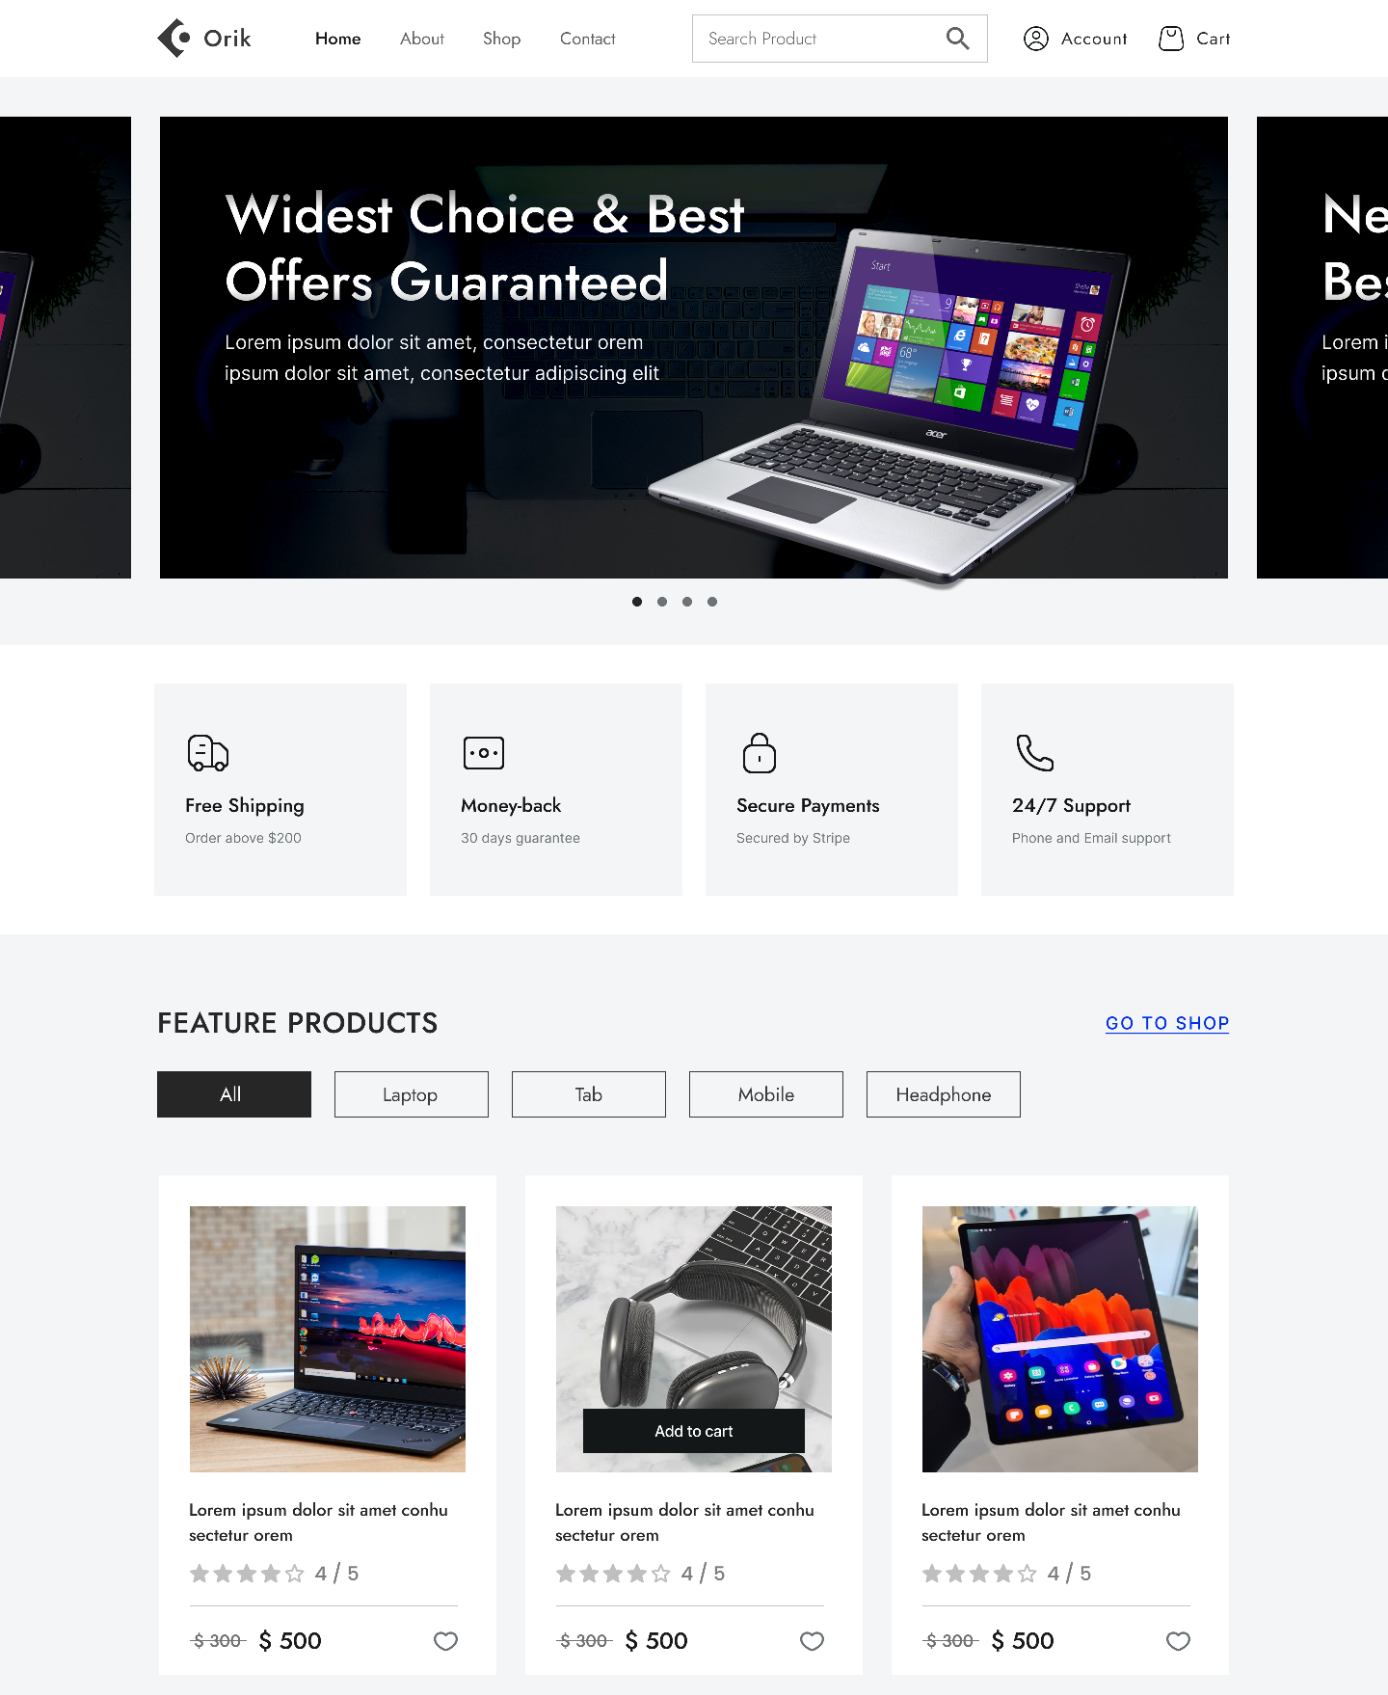 Orik
Home
About
Shop
Contact
Search Product
Account
Cart
Widest Choice & Best
Offers Guaranteed
Lorem ipsum dolor sit amet, consectetur orem
ipsum dolor sit amet, consectetur adipiscing elit
Start
68°
acer
Ne
Bes
Lorem i
ipsum d
Free Shipping
Order above $200
Money-back
30 days guarantee
Secure Payments
Secured by Stripe
24/7 Support
Phone and Email support
FEATURE PRODUCTS
GO TO SHOP
All
Laptop
Tab
Mobile
Headphone
Add to cart
Lorem ipsum dolor sit amet conhu
sectetur orem
4 / 5
$ 300 $ 500
Lorem ipsum dolor sit amet conhu
sectetur orem
4 / 5
$ 300 $ 500
Lorem ipsum dolor sit amet conhu
sectetur orem
4 / 5
$ 300 $ 500